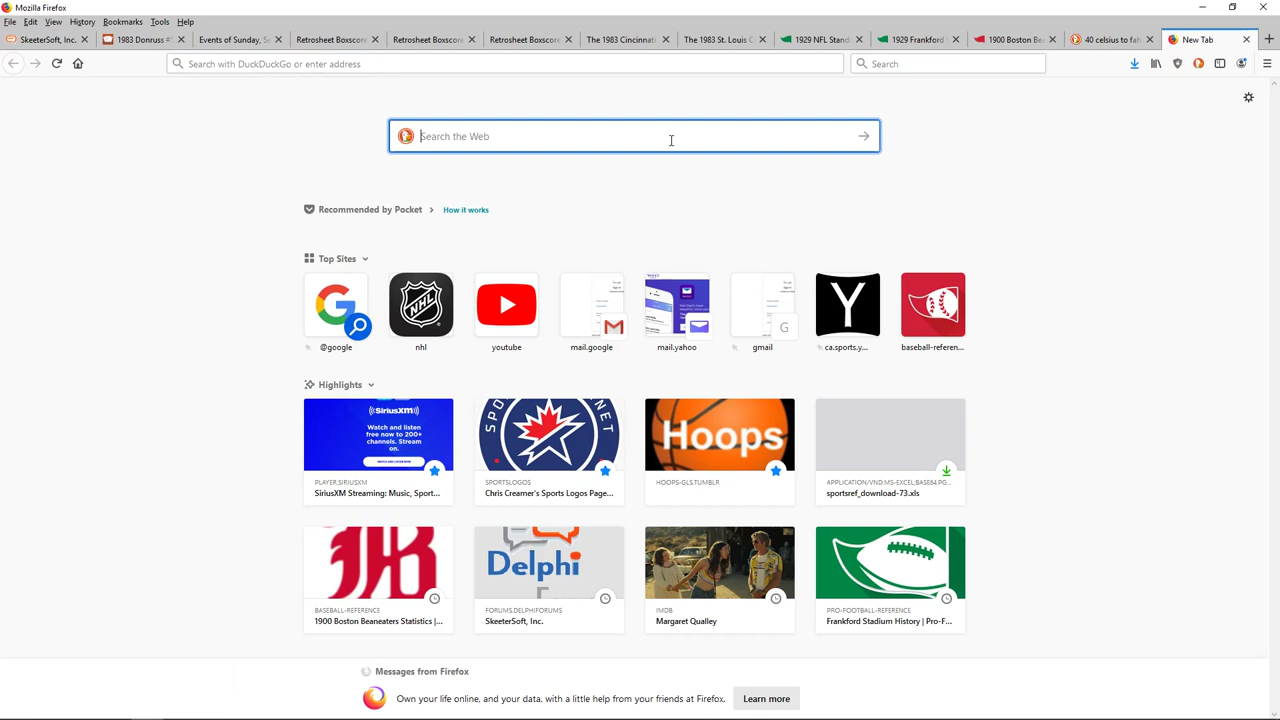 Mozilla Firefox
File Edit View History Bookmarks Tools Help
SkeeterSoft, Inc.
1983 Donruss #
Events of Sunday, S
Retrosheet Boxscore
Retrosheet Boxscore
Retrosheet Boxscore
The 1983 Cincinnati
The 1983 St. Louis C
1929 NFL Stand
1929 Frankford
1900 Boston Be
40 celsius to fah
New Tab
Search with DuckDuckGo or enter address
Search
Search the Web
Recommended by Pocket
How it works
Top Sites
NHL
Y
G
@google
nhl
youtube
mail.google
mail.yahoo
gmail
ca.sports.y...
baseball-referen...
Highlights
((SiriusXM))
Watch and listen
free now to 200+
channels. Stream
on.
Hoops
PLAYER.SIRIUSXM
SiriusXM Streaming: Music, Sport...
SPORTSLOGOS
Chris Creamer's Sports Logos Page...
HOOPS-GLS.TUMBLR
APPLICATION/VND.MS-EXCEL;BASE64,PG...
sportsref_download-73.xls
Delphi
BASEBALL-REFERENCE
1900 Boston Beaneaters Statistics |...
FORUMS.DELPHIFORUMS
SkeeterSoft, Inc.
IMDB
Margaret Qualley
PRO-FOOTBALL-REFERENCE
Frankford Stadium History | Pro-F...
Messages from Firefox
Own your life online, and your data, with a little help from your friends at Firefox.
Learn more